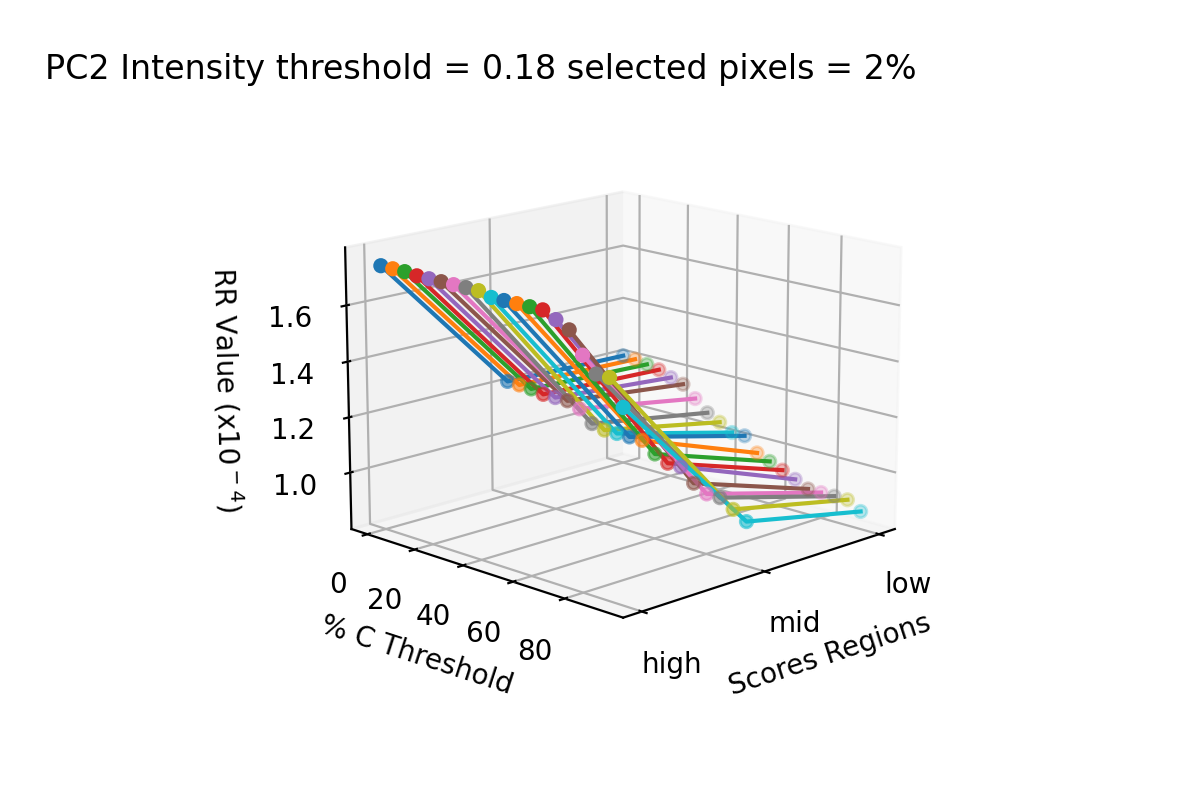 PC2 Intensity threshold = 0.18 selected pixels = 2%
RR Value (x10⁻⁴)
1.6
1.4
1.2
1.0
0
20
40
60
80
% C Threshold
high
mid
low
Scores Regions